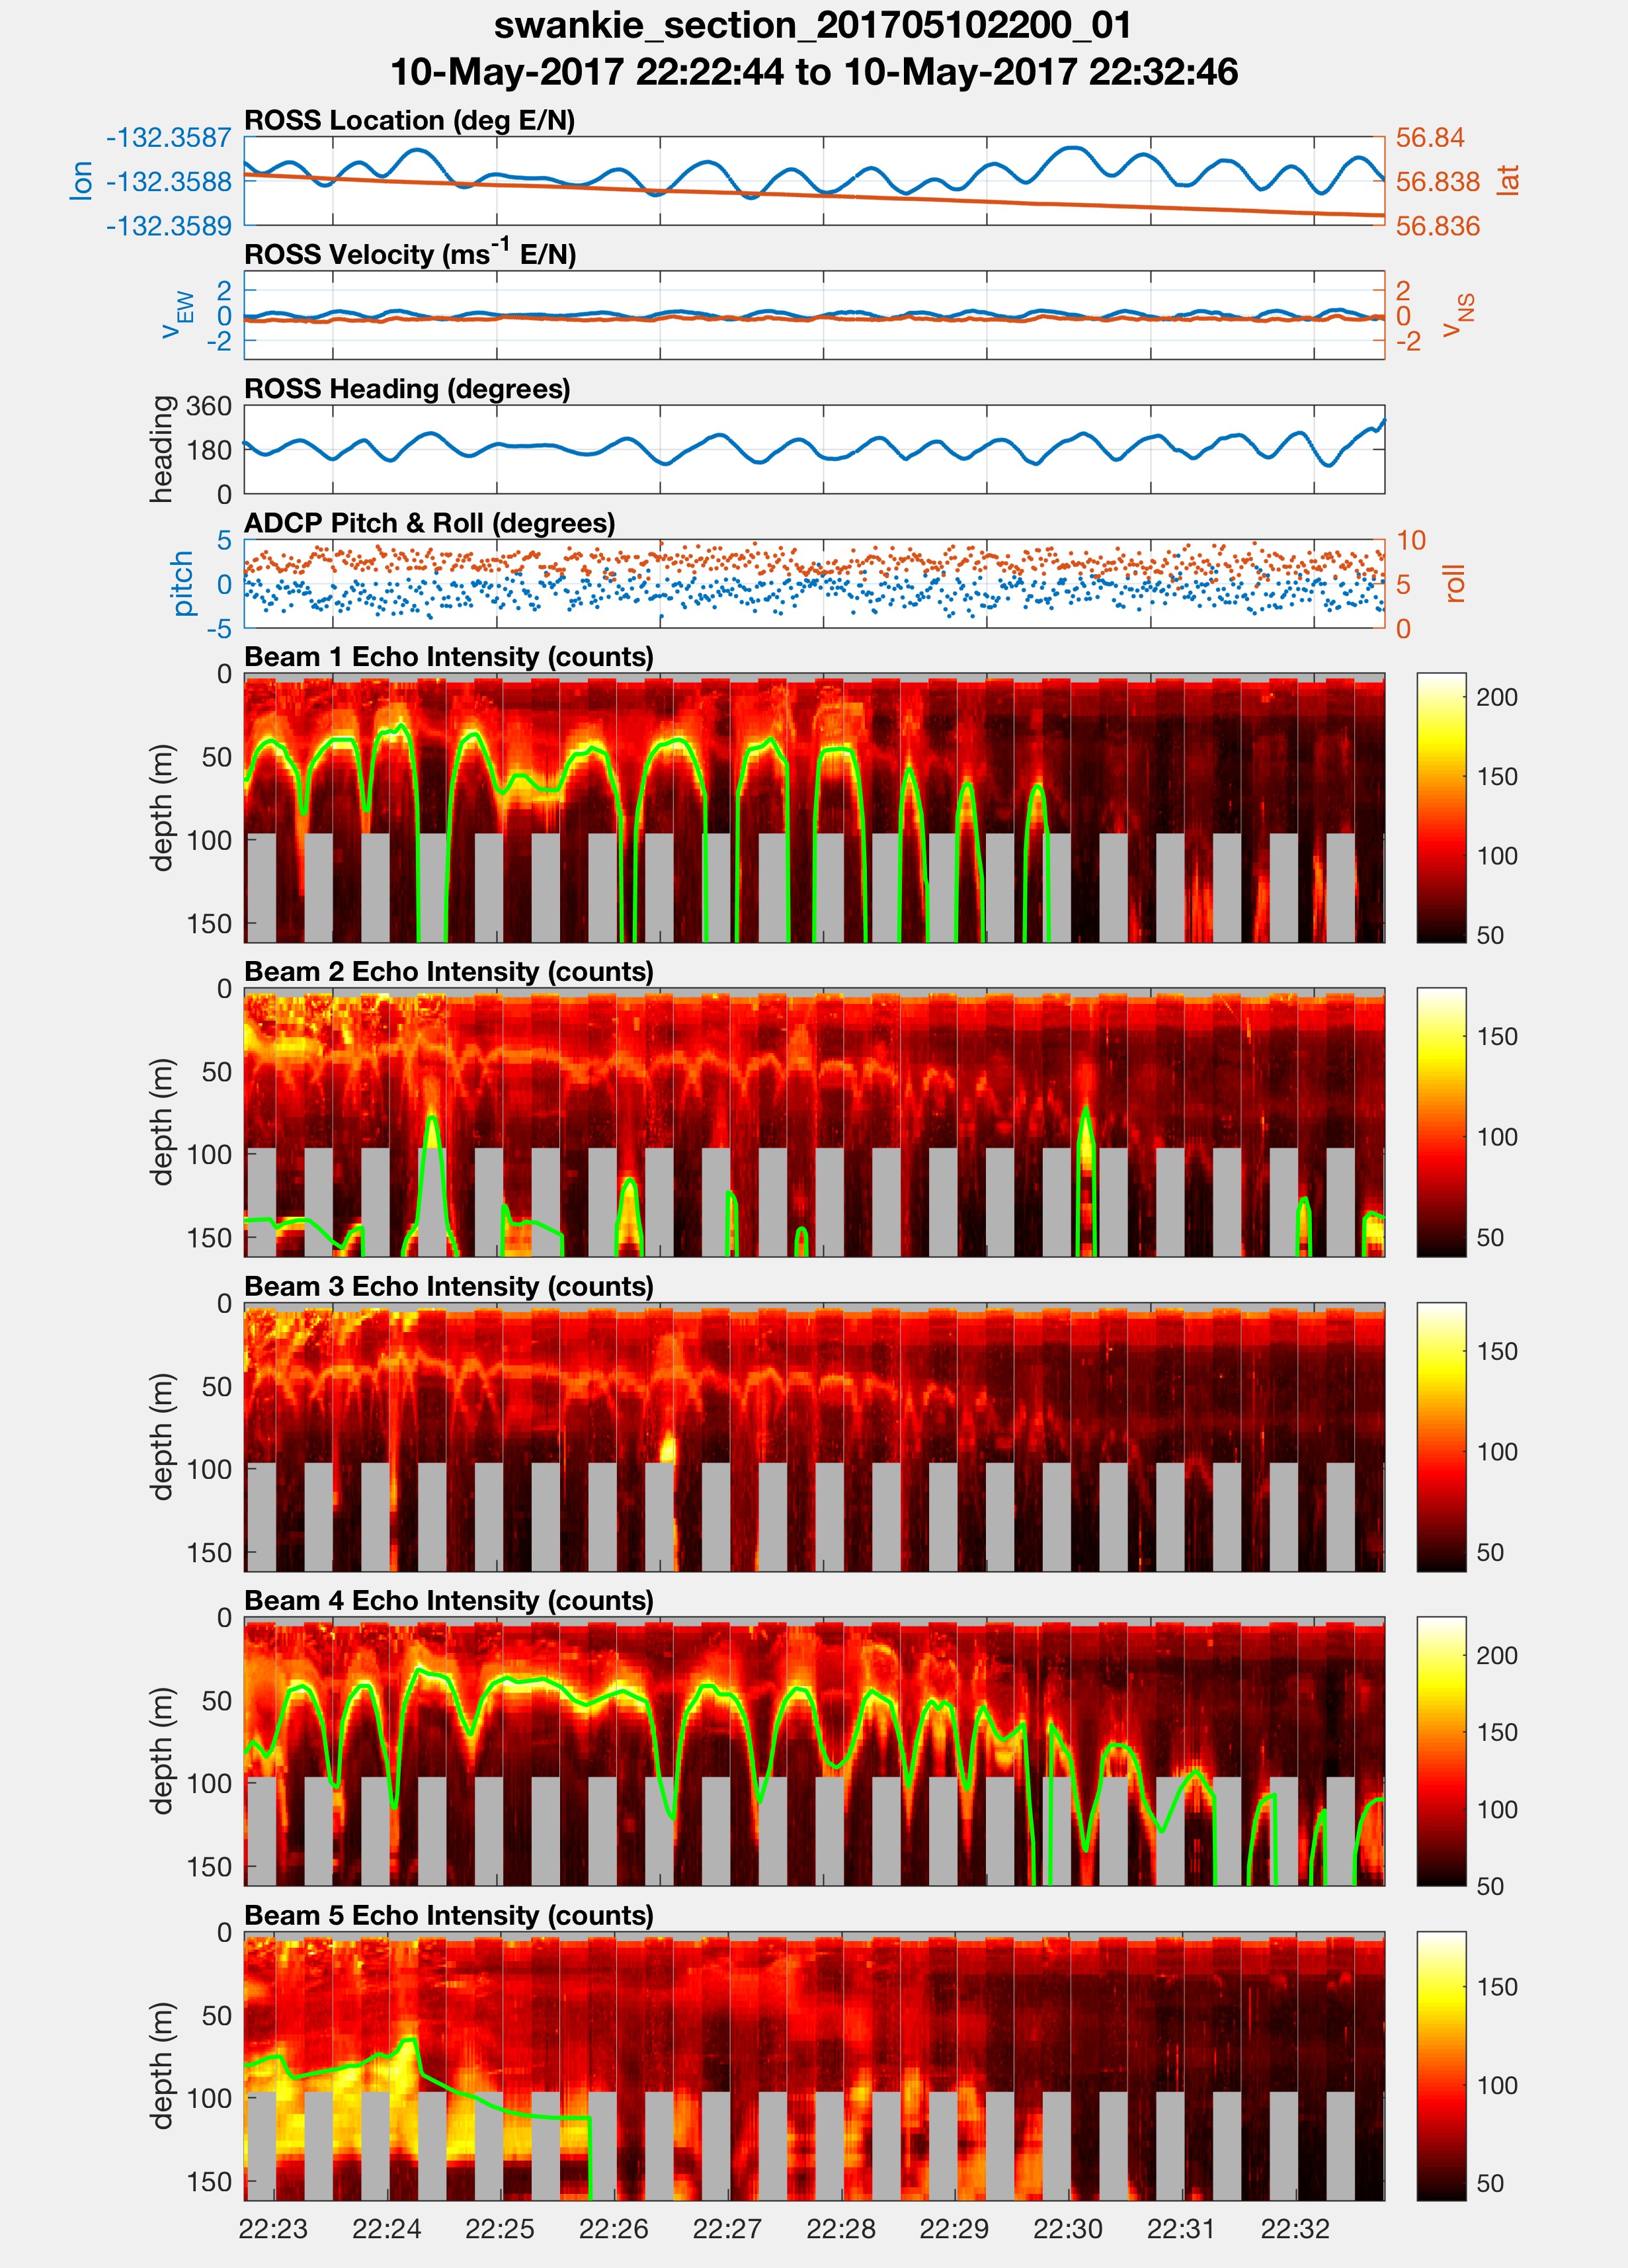 swankie_section_201705102200_01
10-May-2017 22:22:44 to 10-May-2017 22:32:46
ROSS Location (deg E/N)
-132.3587
-132.3588
-132.3589
lon
56.84
56.838
56.836
lat
ROSS Velocity (ms-1 E/N)
2
0
-2
vEW
2
0
-2
vNS
ROSS Heading (degrees)
360
180
0
heading
ADCP Pitch & Roll (degrees)
5
0
-5
pitch
10
5
0
roll
Beam 1 Echo Intensity (counts)
0
50
100
150
depth (m)
200
150
100
50
Beam 2 Echo Intensity (counts)
0
50
100
150
depth (m)
150
100
50
Beam 3 Echo Intensity (counts)
0
50
100
150
depth (m)
150
100
50
Beam 4 Echo Intensity (counts)
0
50
100
150
depth (m)
200
150
100
50
Beam 5 Echo Intensity (counts)
0
50
100
150
depth (m)
150
100
50
22:23 22:24 22:25 22:26 22:27 22:28 22:29 22:30 22:31 22:32